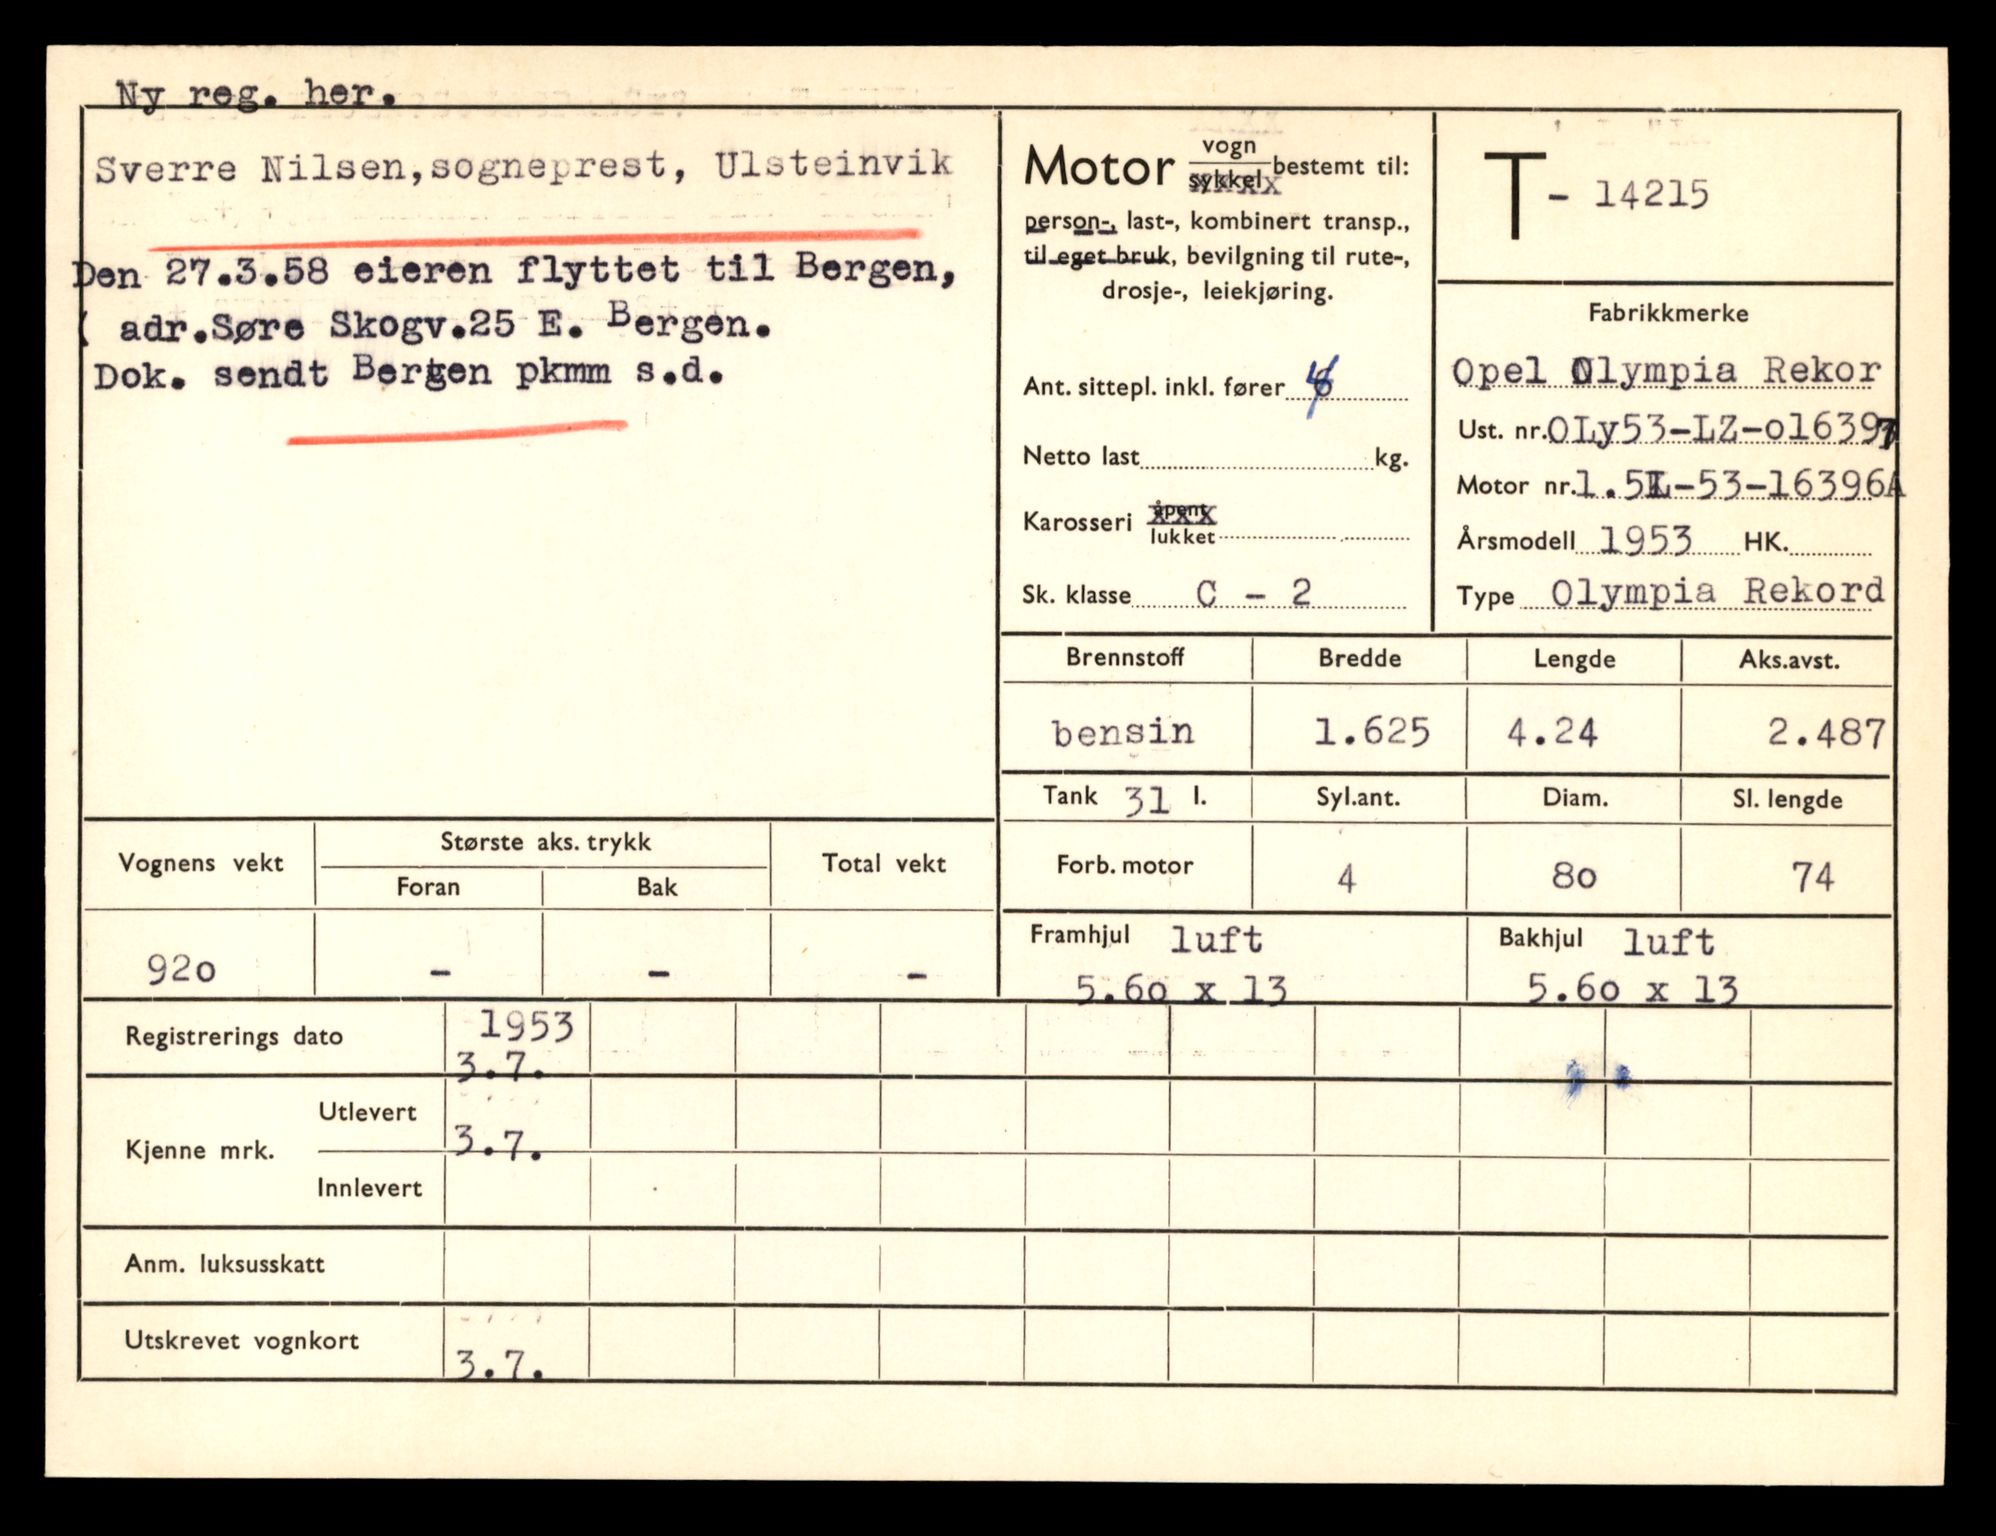 Ny reg. her.
Sverre Nilsen,sogneprest, Ulsteinvik
Den 27.3.58 eieren flyttet til Bergen,
( adr.Søre Skogv.25 E. Bergen.
Dok. sendt Bergen pkmm s.d.
Motor vogn sykkel bestemt til:
person-, last-, kombinert transp.,
til eget bruk, bevilgning til rute-,
drosje-, leiekjøring.
Ant. sittepl. inkl. fører
Netto last kg.
Karosseri åpent lukket
Sk. klasse C - 2
T - 14215
Fabrikkmerke
Opel Olympia Rekor
Ust. nr. OLy53-LZ-o16397
Motor nr. 1.5L-53-16396A
Årsmodell 1953 HK.
Type Olympia Rekord
Brennstoff Bredde Lengde Aks.avst.
bensin 1.625 4.24 2.487
Tank 31 l. Syl.ant. Diam. Sl. lengde
Forb. motor 4 8o 74
Framhjul luft Bakhjul luft
5.6o x 13 5.6o x 13
Vognens vekt Største aks. trykk Total vekt
Foran Bak
92o - - -
Registrerings dato 1953
3.7.
Kjenne mrk. Utlevert 3.7.
Innlevert
Anm. luksusskatt
Utskrevet vognkort 3.7.